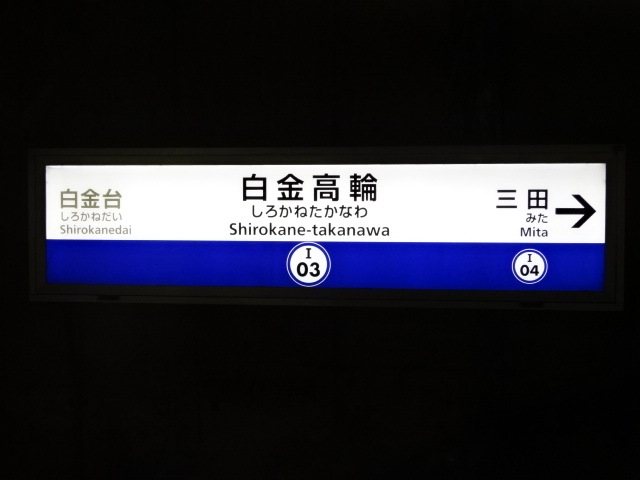 白金台
しろかねだい
Shirokanedai
白金高輪
しろかねたかなわ
Shirokane-takanawa
I
03
三田
みた
Mita
I
04